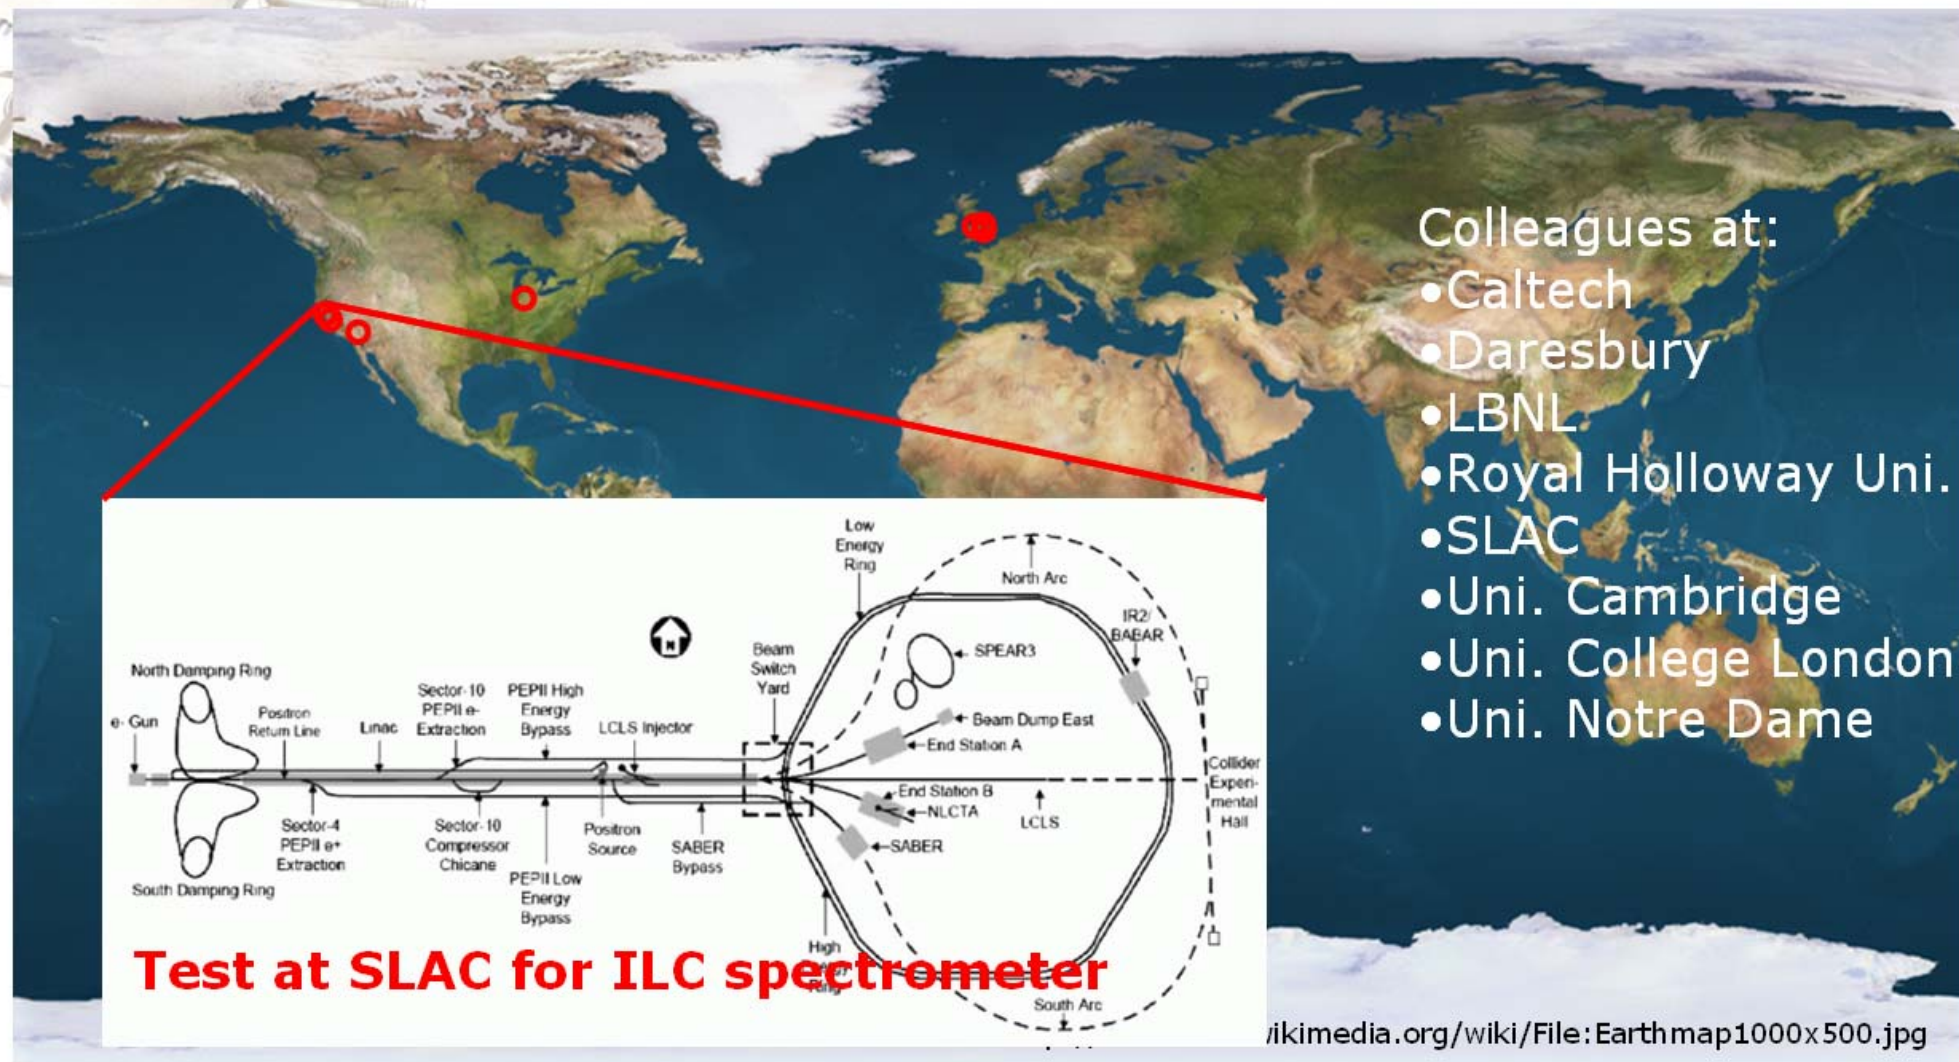 Colleagues at:
•Caltech
•Daresbury
•LBNL
•Royal Holloway Uni.
•SLAC
•Uni. Cambridge
•Uni. College London
•Uni. Notre Dame
Low
Energy
Ring
North Arc
IR2/
BABAR
SPEAR3
Beam
Switch
Yard
North Damping Ring
e- Gun
Positron
Return Line
Linac
Sector-10
PEPII e-
Extraction
PEPII High
Energy
Bypass
LCLS Injector
Beam Dump East
End Station A
Collider
Experi-
mental
Hall
End Station B
NLCTA
LCLS
SABER
Sector-4
PEPII e+
Extraction
Sector-10
Compressor
Chicane
Positron
Source
SABER
Bypass
South Damping Ring
PEPII Low
Energy
Bypass
N
High
Ring
South Arc
Test at SLAC for ILC spectrometer
wikimedia.org/wiki/File:Earthmap1000x500.jpg